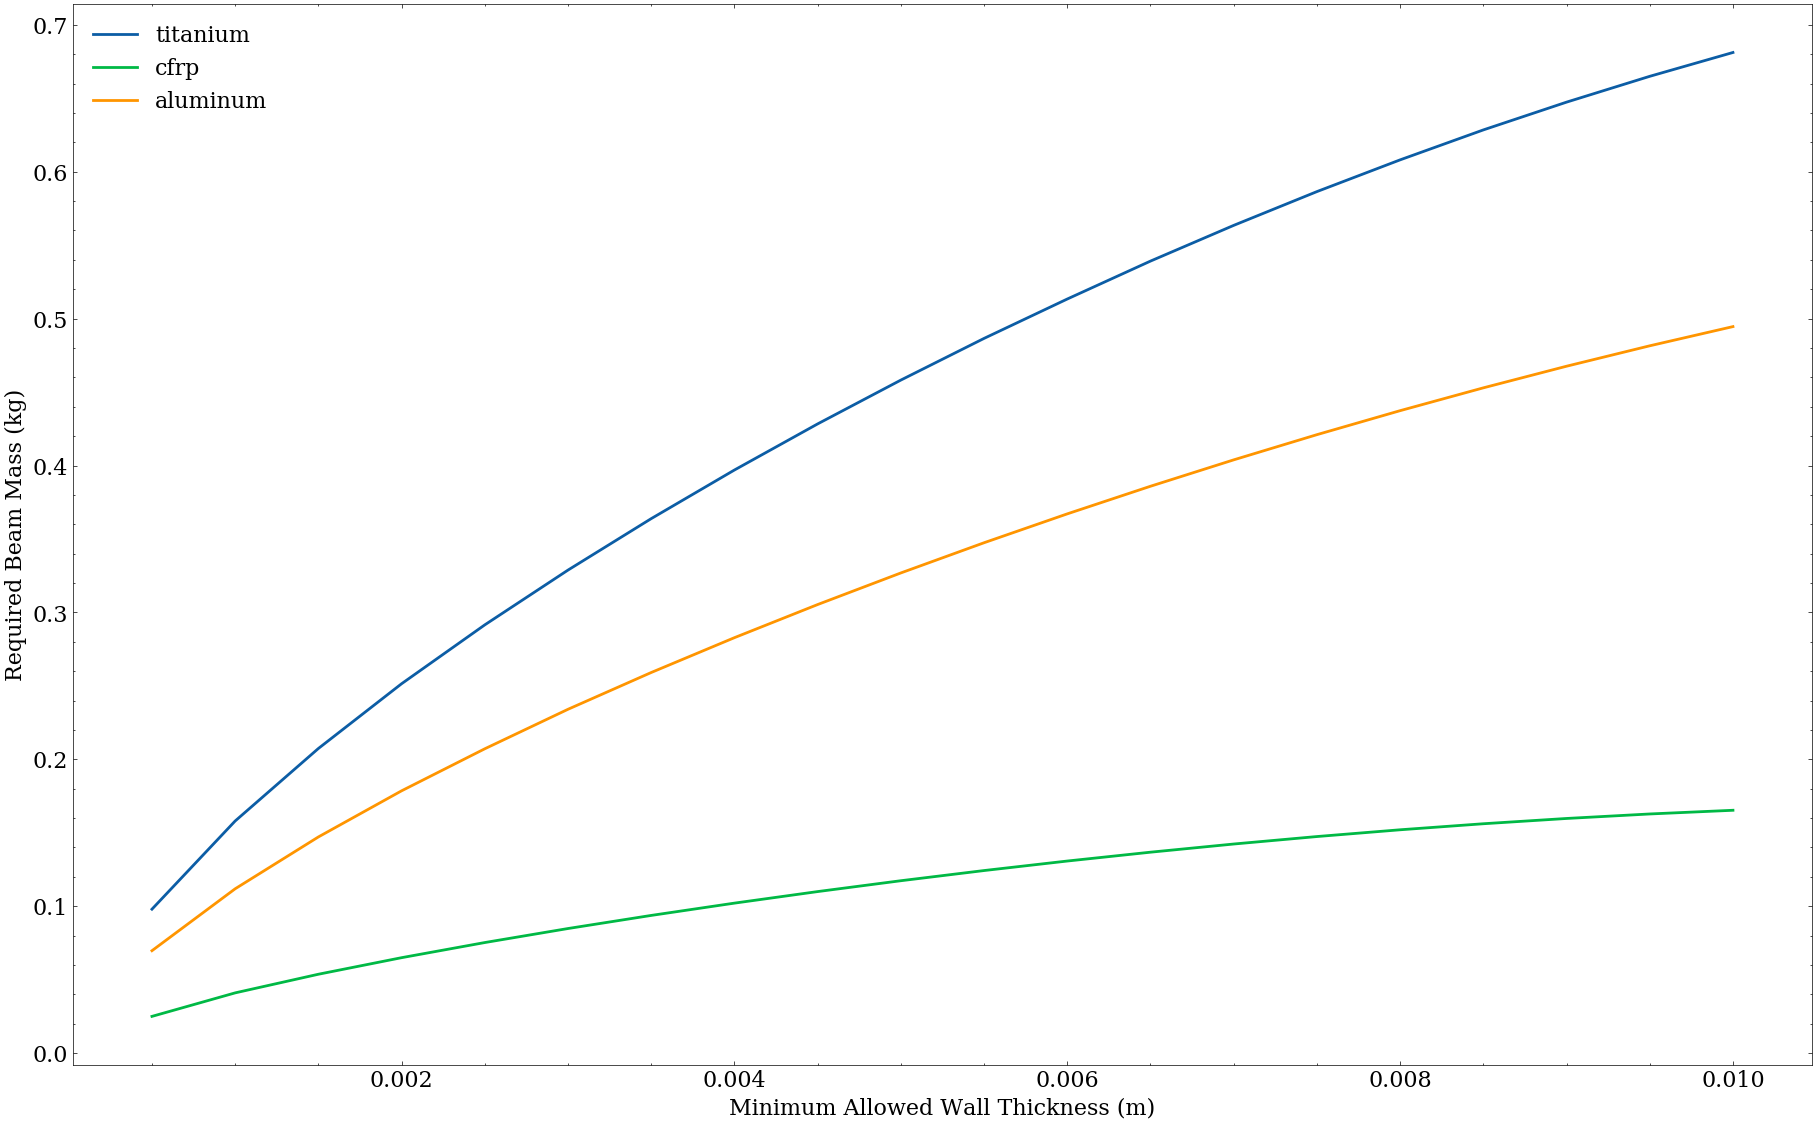 titanium
cfrp
aluminum
0.7
0.6
0.5
0.4
0.3
0.2
0.1
0.0
Required Beam Mass (kg)
0.002 0.004 0.006 0.008 0.010
Minimum Allowed Wall Thickness (m)